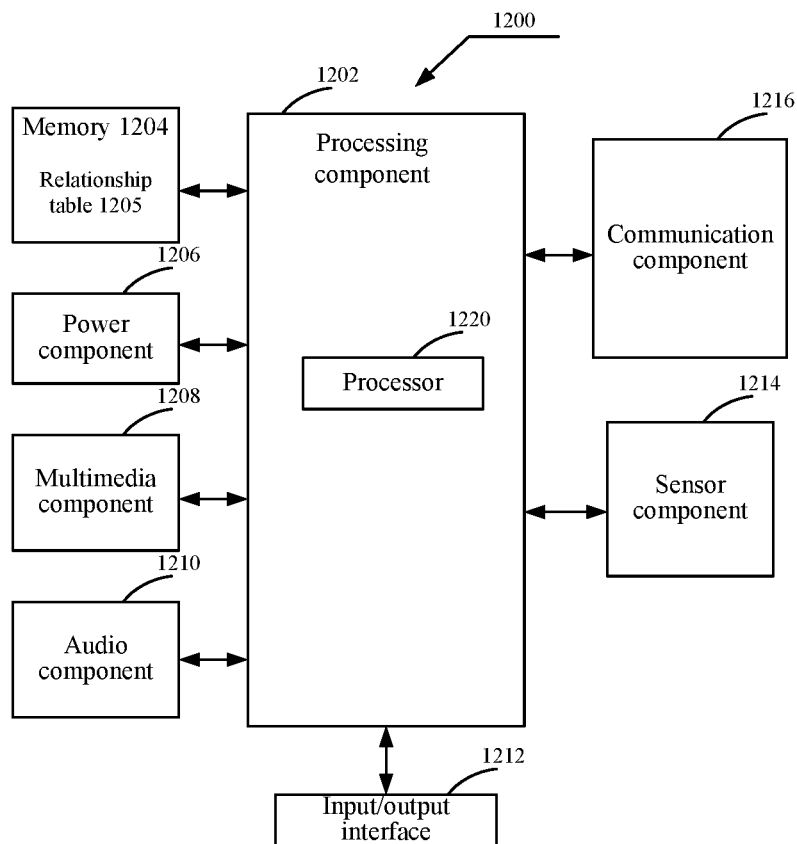 1200
1202
Processing
component
1220
Processor
Memory 1204
Relationship
table 1205
1206
Power
component
1208
Multimedia
component
1210
Audio
component
1216
Communication
component
1214
Sensor
component
1212
Input/output
interface